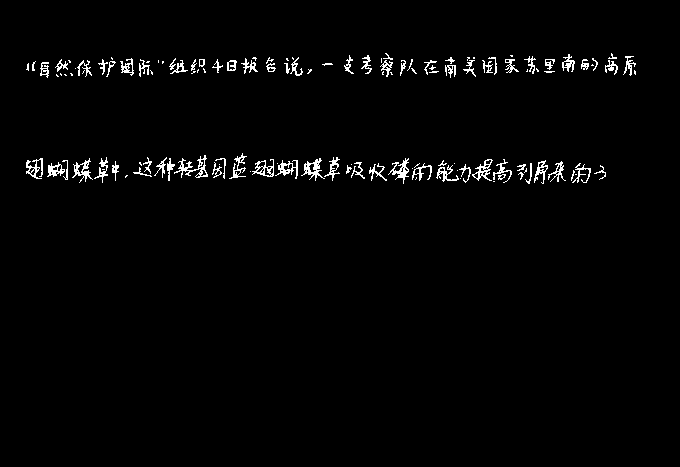 “自然保护国际”组织4日报告说，一支考察队在南美国家苏里南的高原
翅蝴蝶草中，这种转基因蓝翅蝴蝶草吸收磷的能力提高到原来的3